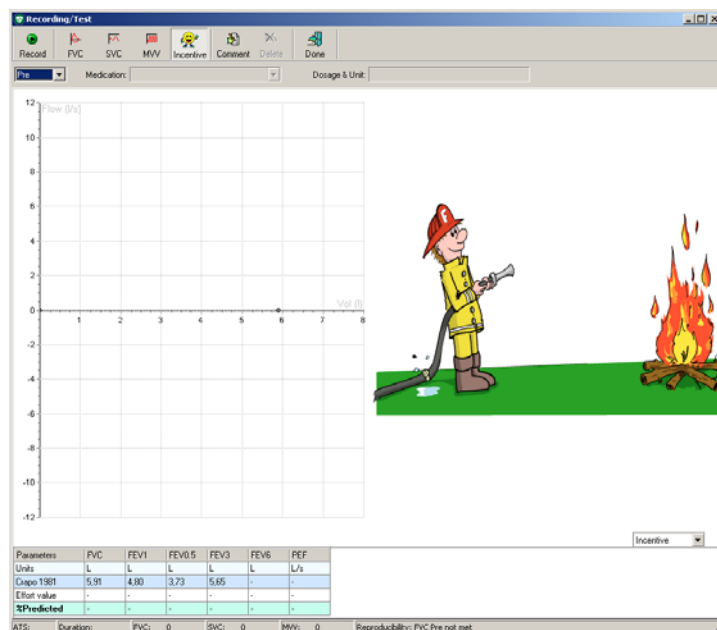 Recording/Test
Record FVC SVC MVV Incentive Comment Delete Done
Pre Medication: Dosage & Unit:
12 Flow (l/s)
10
8
6
4
2
0 Vol (l)
1 2 3 4 5 6 7 8
-2
-4
-6
-8
-10
-12
F
Incentive
Parameters FVC FEV1 FEV0.5 FEV3 FEV6 PEF
Units L L L L L L/s
Crapo 1981 5,91 4,80 3,73 5,65 - -
Effort value - - - - - -
%Predicted - - - - - -
ATS: Duration: FVC: 0 SVC: 0 MVV: 0 Reproducibility: FVC Pre not met